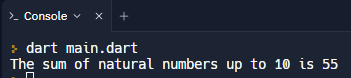 Console
dart main.dart
The sum of natural numbers up to 10 is 55